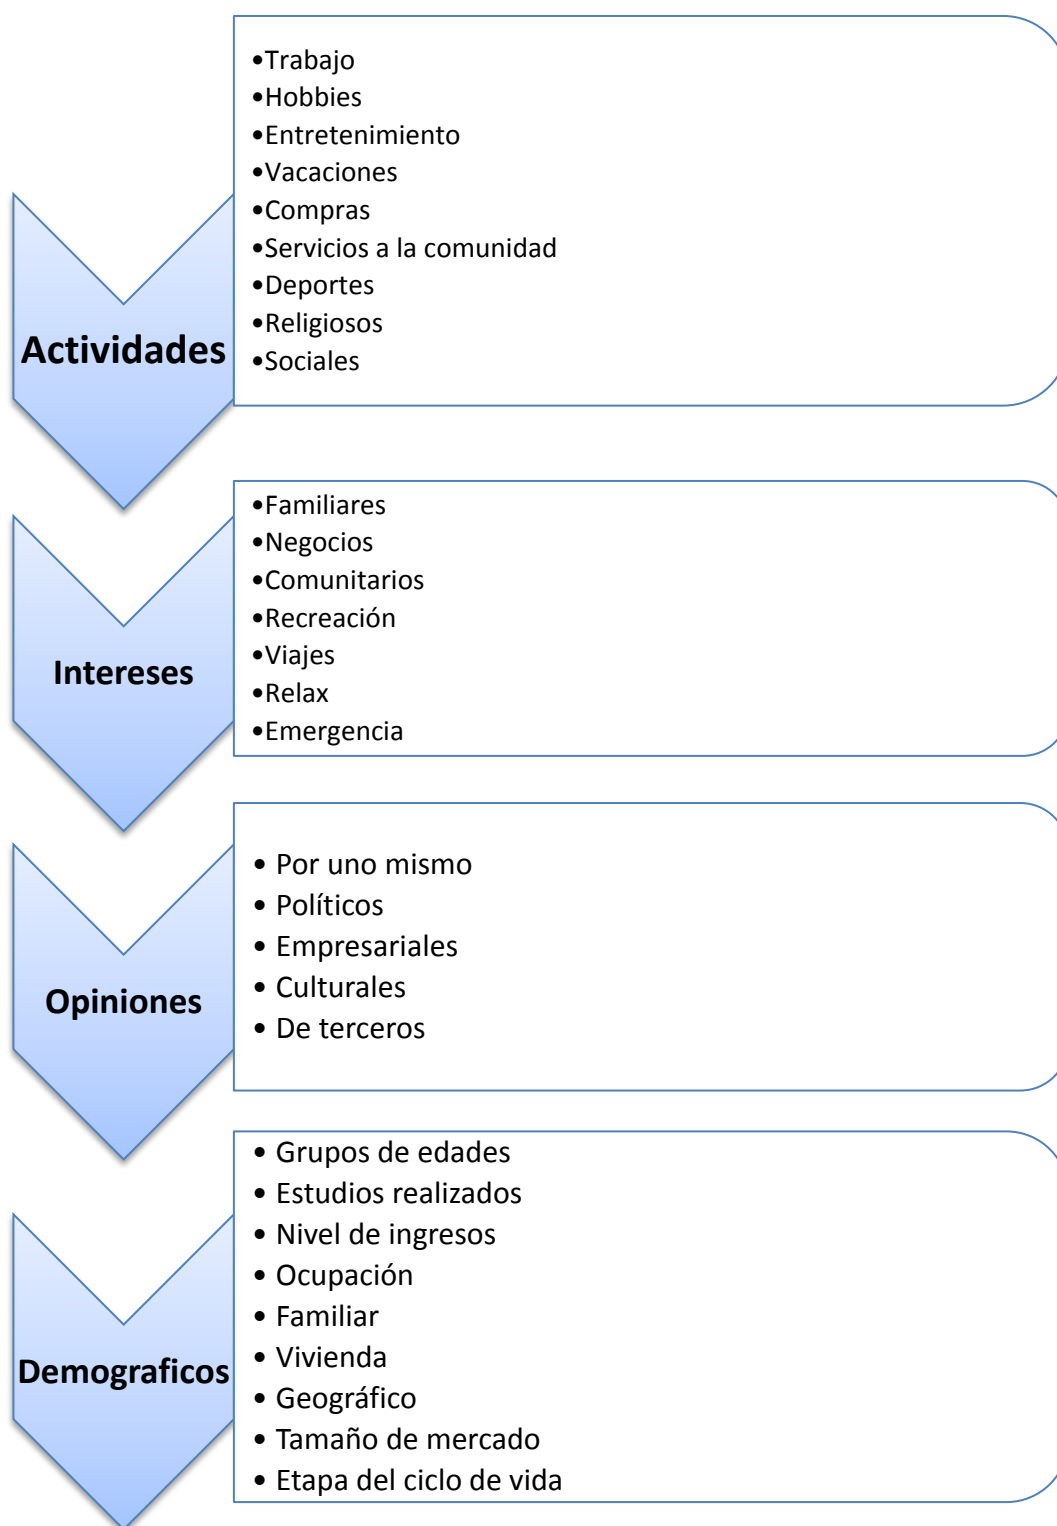 •Trabajo
•Hobbies
•Entretenimiento
•Vacaciones
•Compras
•Servicios a la comunidad
•Deportes
•Religiosos
•Sociales
Actividades
•Familiares
•Negocios
•Comunitarios
•Recreación
•Viajes
•Relax
•Emergencia
Intereses
• Por uno mismo
• Políticos
• Empresariales
• Culturales
• De terceros
Opiniones
• Grupos de edades
• Estudios realizados
• Nivel de ingresos
• Ocupación
• Familiar
• Vivienda
• Geográfico
• Tamaño de mercado
• Etapa del ciclo de vida
Demograficos